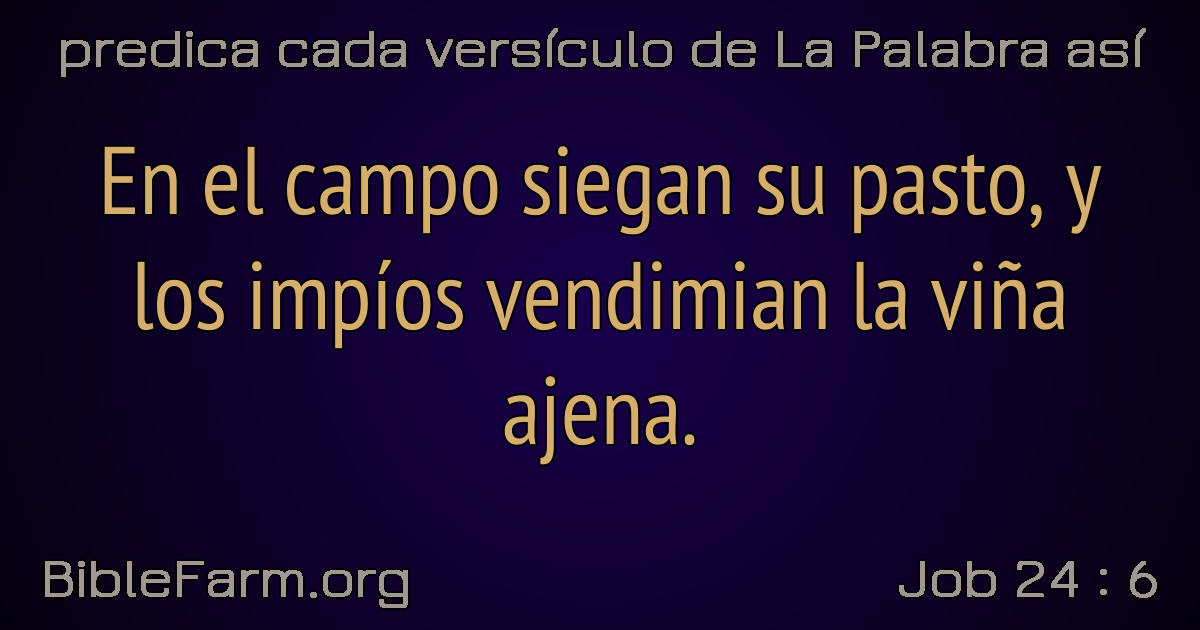 predica cada versículo de La Palabra así
En el campo siegan su pasto, y
los impíos vendimian la viña
ajena.
BibleFarm.org
Job 24 : 6